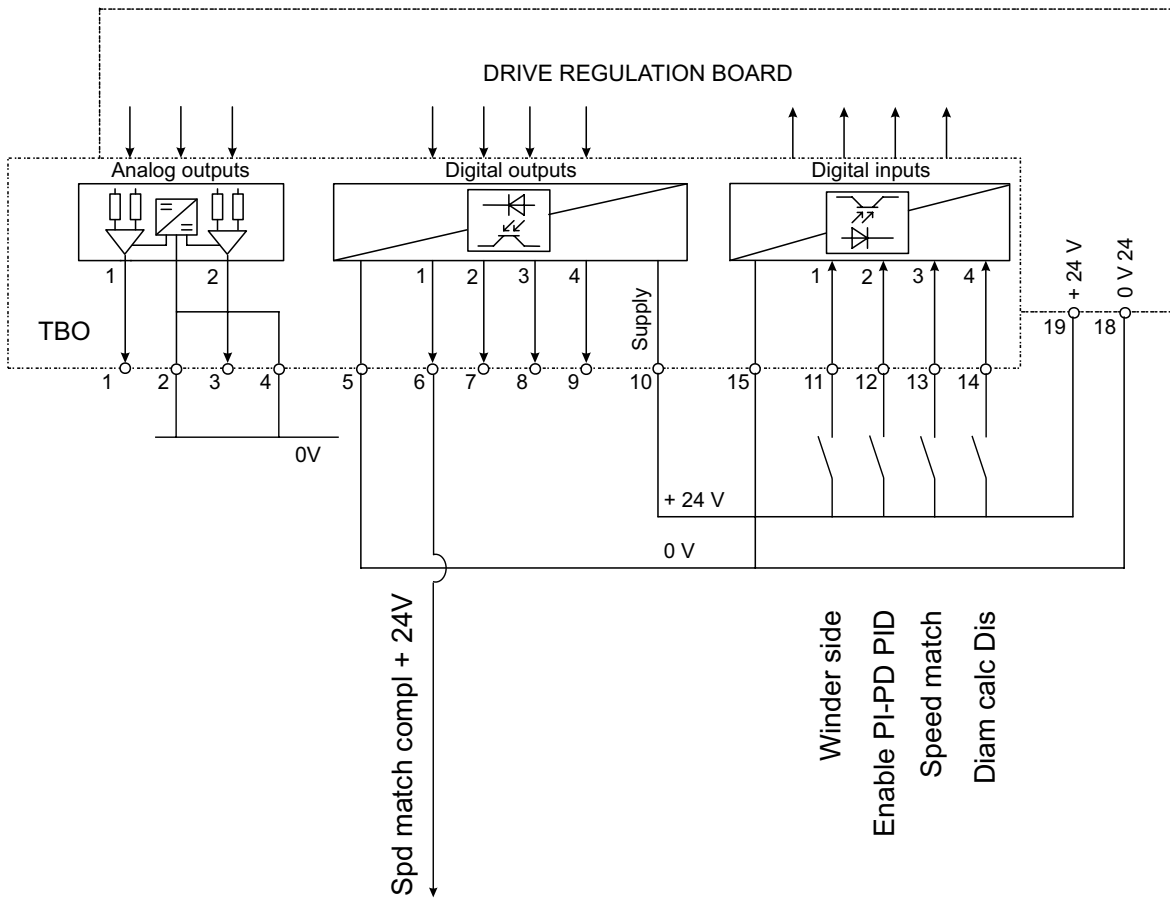 DRIVE REGULATION BOARD
Analog outputs
Digital outputs
Digital inputs
1
2
1
2
3
4
Supply
1
2
3
4
+ 24 V
0 V 24
TBO
19
18
1
2
3
4
5
6
7
8
9
10
15
11
12
13
14
0V
+ 24 V
0 V
Spd match compl + 24V
Winder side
Enable PI-PD PID
Speed match
Diam calc Dis